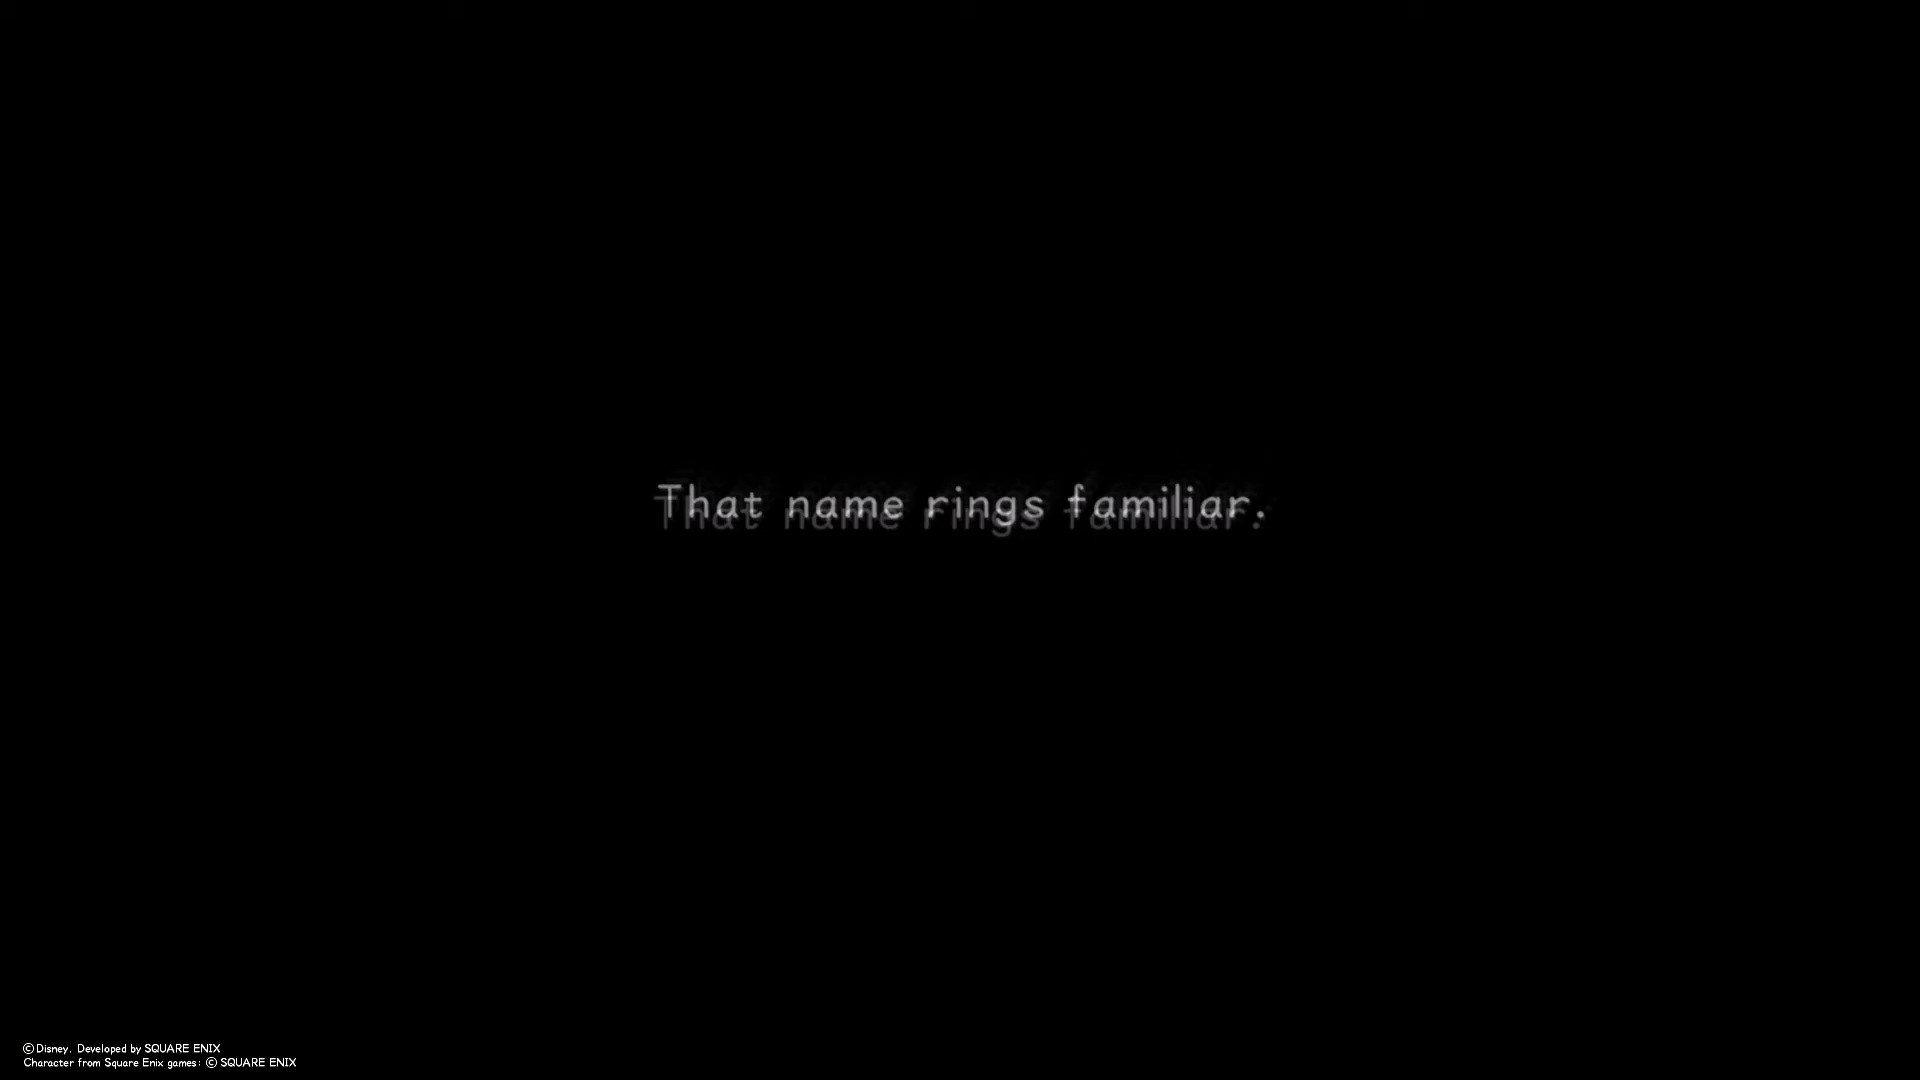 That name rings familiar.
©Disney. Developed by SQUARE ENIX
Character from Square Enix games: © SQUARE ENIX